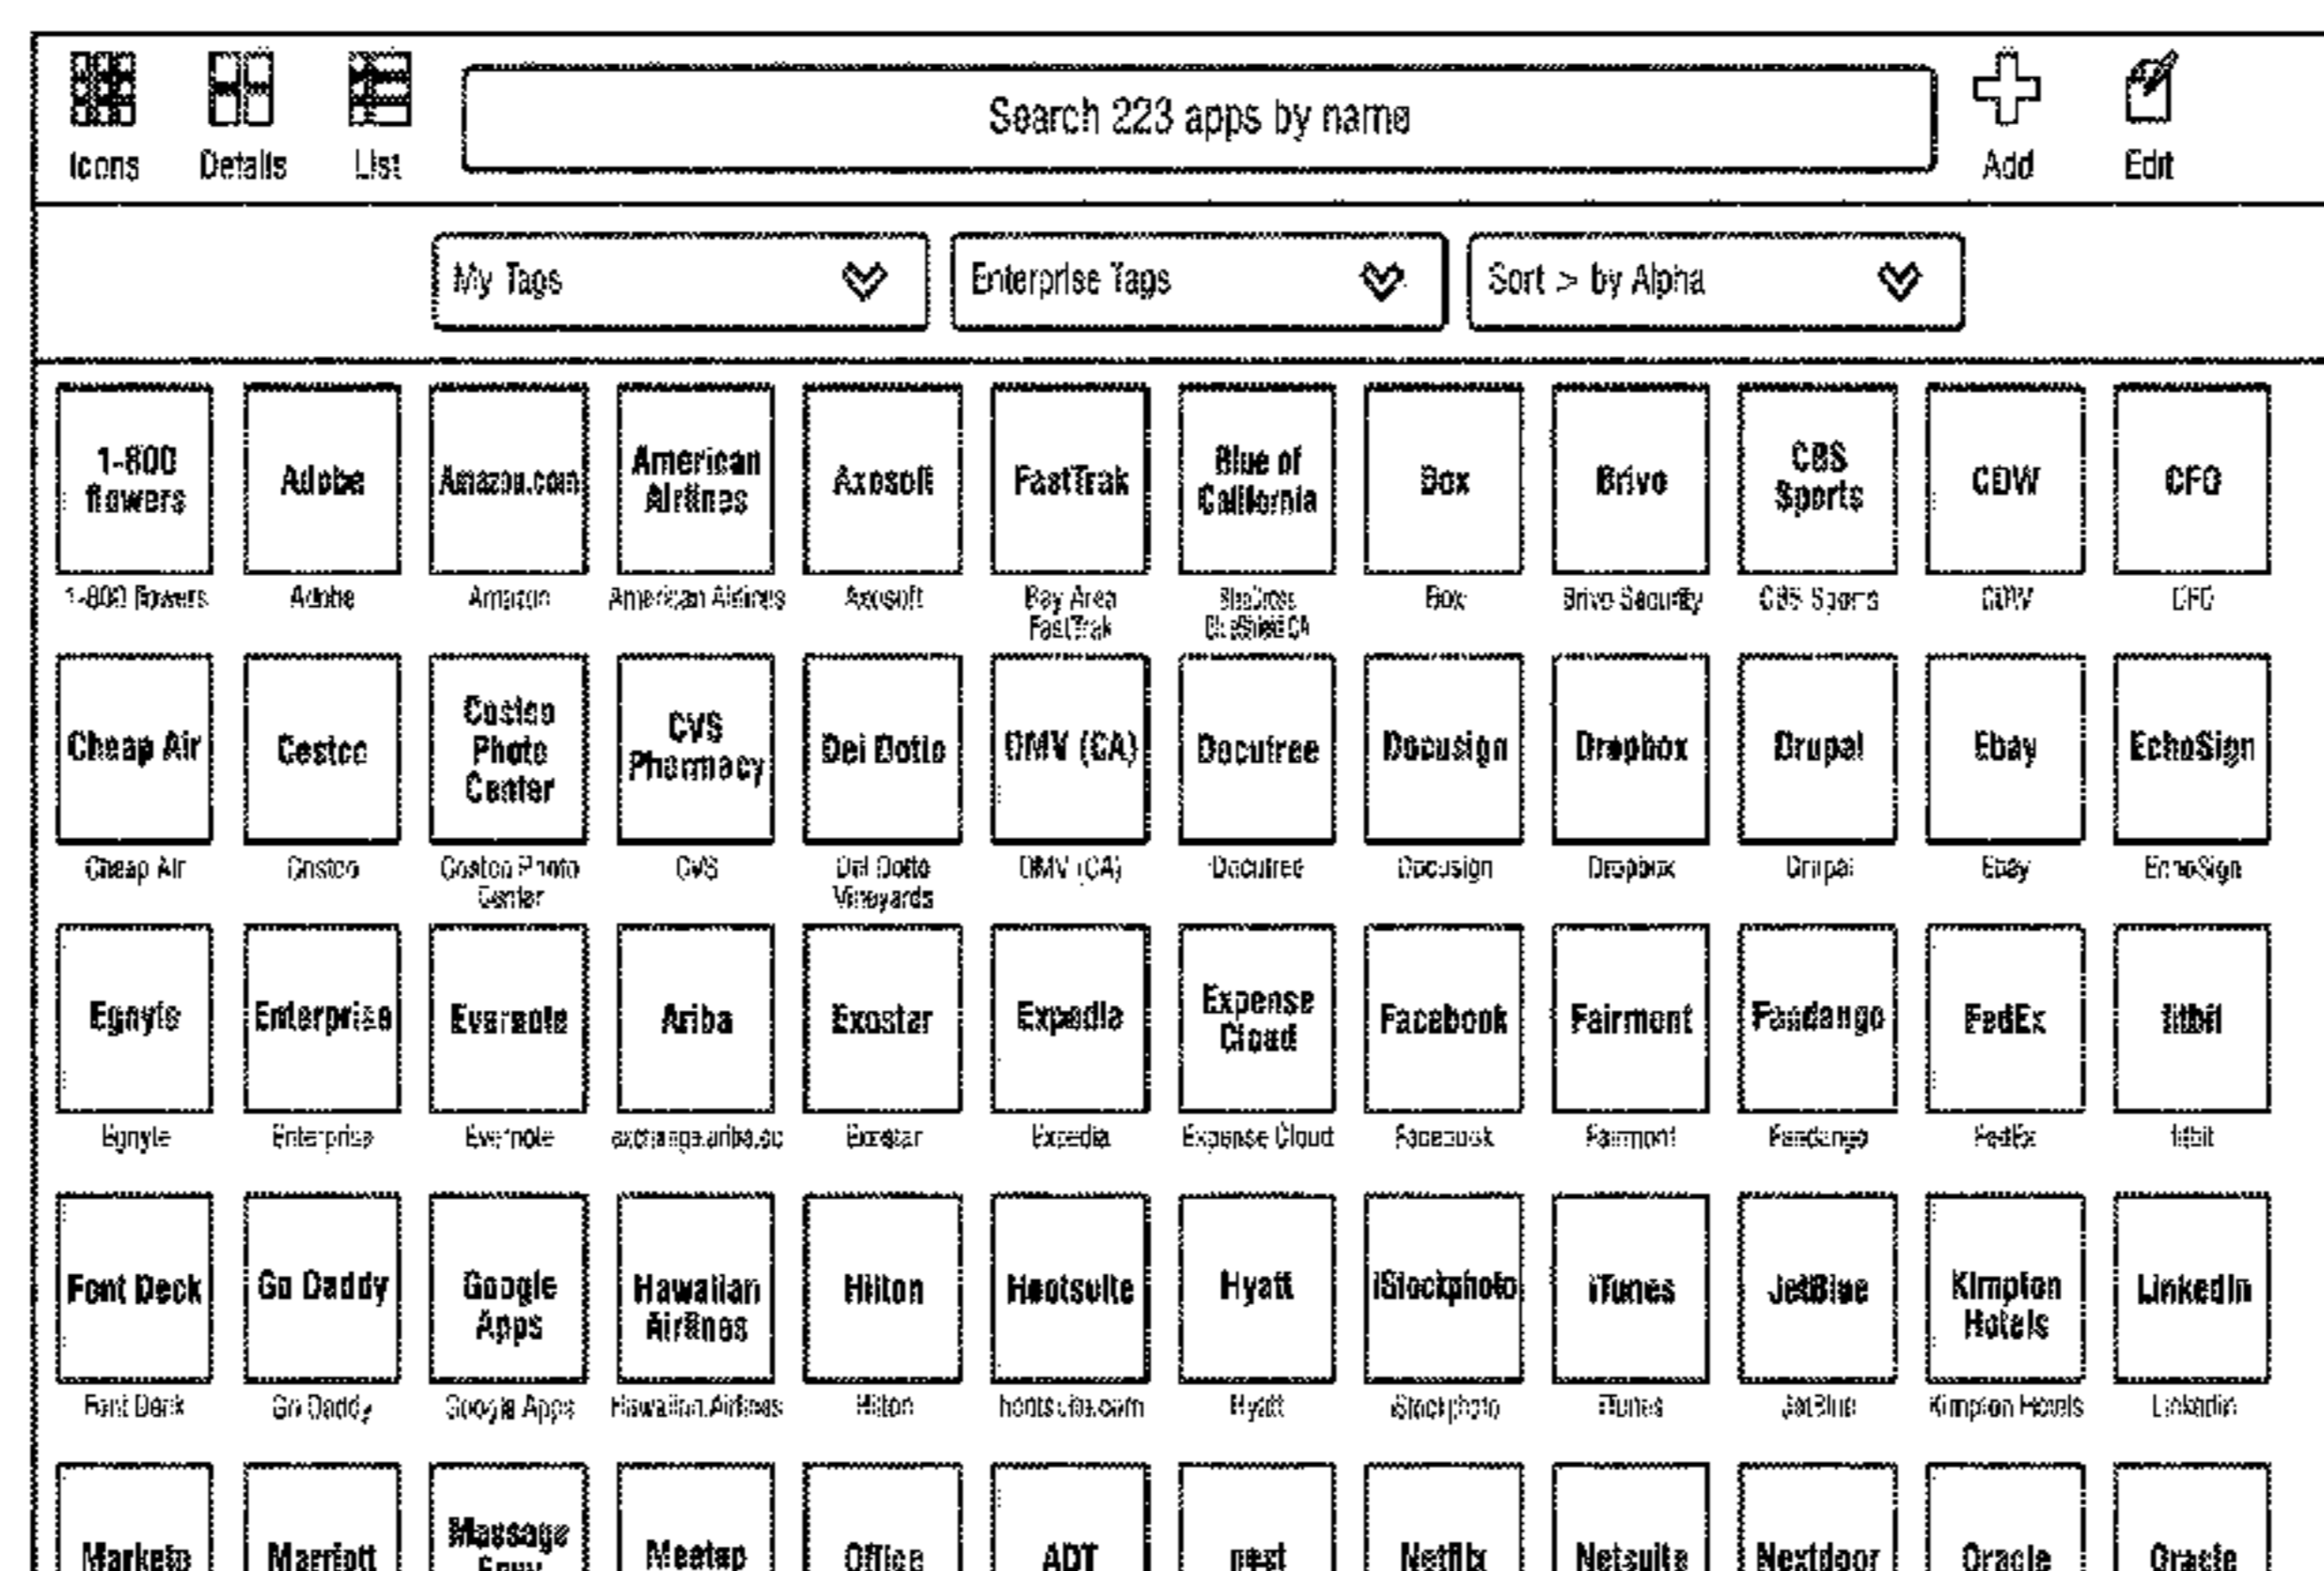 Icons Details List Search 223 apps by name Add Edit
My Tags Enterprise Tags Sort > by Alpha
1-800 flowers Adobe Amazon.com American Airlines Axosoft FastTrak Blue of California Box Brivo CBS Sports CDW CFO
1-800 flowers Adobe Amazon American Airlines Axosoft Bay Area FastTrak Box Brivo Security CBS Sports CDW CFO
Cheap Air Costco Costco Photo Center CVS Pharmacy Del Dotto DMV (CA) Docutree Docusign Dropbox Drupal Ebay EchoSign
Cheap Air Costco Costco Photo Center CVS Del Dotto Vineyards DMV (CA) Docutree Docusign Dropbox Drupal Ebay EchoSign
Egnyte Enterprise Evernote Ariba Exostar Expedia Expense Cloud Facebook Fairmont Fandango FedEx fitbit
Egnyte Enterprise Evernote exchange.ariba.sc Exostar Expedia Expense Cloud Facebook Fairmont Fandango FedEx fitbit
Font Deck Go Daddy Google Apps Hawaiian Airlines Hilton Hootsuite Hyatt iStockphoto iTunes JetBlue Kimpton Hotels LinkedIn
Font Deck Go Daddy Google Apps Hawaiian Airlines Hilton hootsuite.com Hyatt iStockphoto iTunes JetBlue Kimpton Hotels LinkedIn
Marketo Marriott Massage Meetup Office ADT nest Netflix Netsuite Nextdoor Oracle Oracle